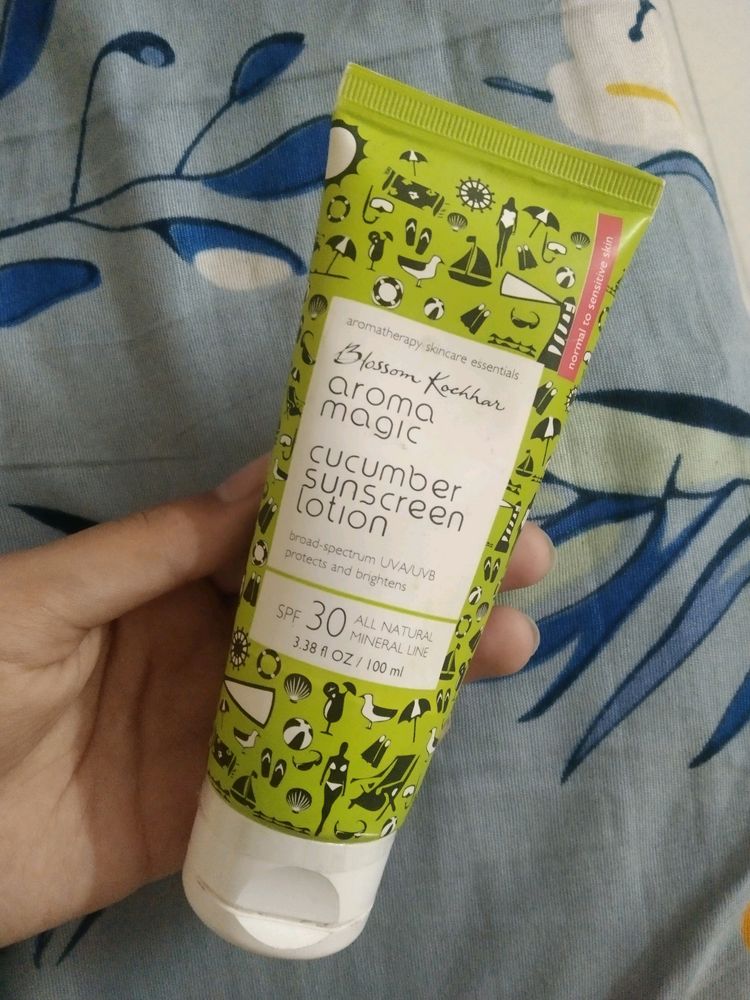 normal to sensitive skin
aromatherapy skincare essentials
Blossom Kochhar
aroma
magic
cucumber
sunscreen
lotion
broad-spectrum UVA/UVB
protects and brightens
SPF 30 ALL NATURAL
MINERAL LINE
3.38 fl OZ / 100 ml